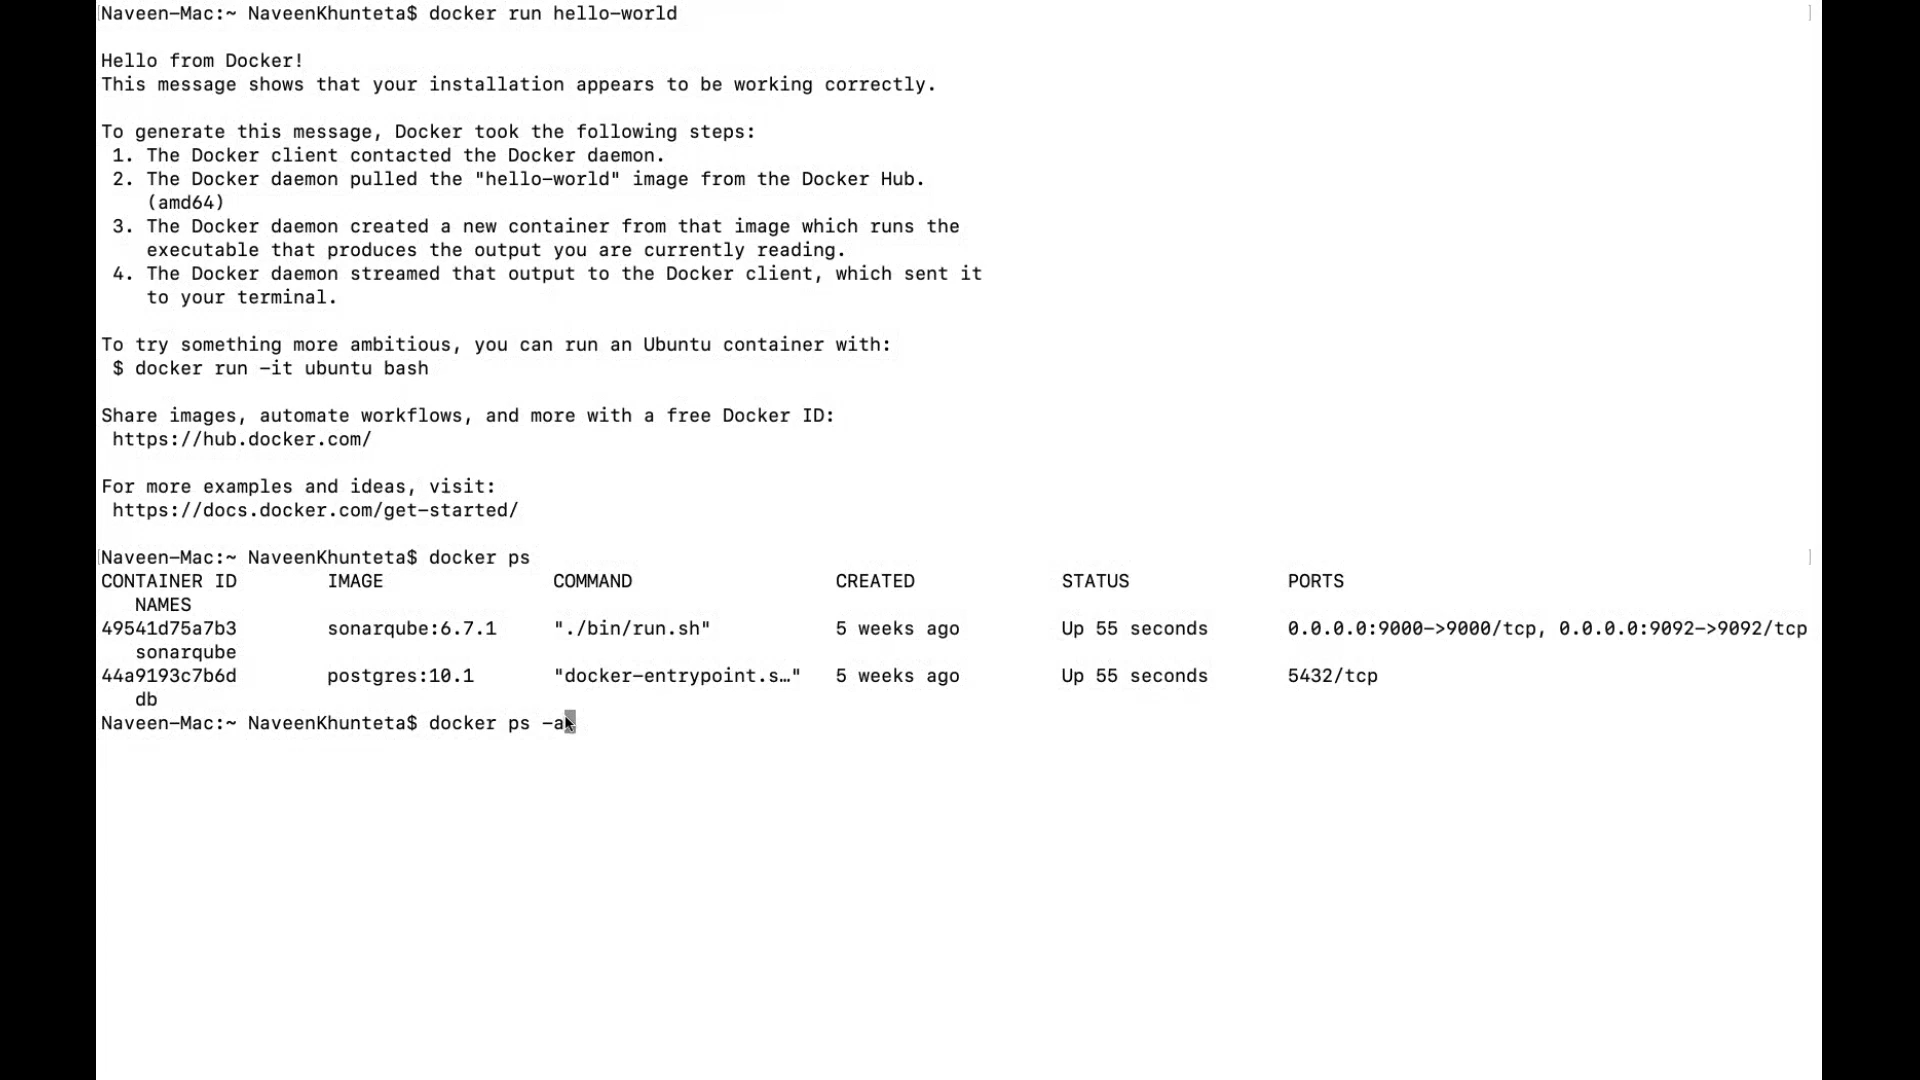 Naveen-Mac:~ NaveenKhunteta$ docker run hello-world
Hello from Docker!
This message shows that your installation appears to be working correctly.
To generate this message, Docker took the following steps:
1. The Docker client contacted the Docker daemon.
2. The Docker daemon pulled the "hello-world" image from the Docker Hub.
(amd64)
3. The Docker daemon created a new container from that image which runs the
executable that produces the output you are currently reading.
4. The Docker daemon streamed that output to the Docker client, which sent it
to your terminal.
To try something more ambitious, you can run an Ubuntu container with:
$ docker run -it ubuntu bash
Share images, automate workflows, and more with a free Docker ID:
https://hub.docker.com/
For more examples and ideas, visit:
https://docs.docker.com/get-started/
Naveen-Mac:~ NaveenKhunteta$ docker ps
CONTAINER ID IMAGE COMMAND CREATED STATUS PORTS
NAMES
49541d75a7b3 sonarqube:6.7.1 "./bin/run.sh" 5 weeks ago Up 55 seconds 0.0.0.0:9000->9000/tcp, 0.0.0.0:9092->9092/tcp
sonarqube
44a9193c7b6d postgres:10.1 "docker-entrypoint.s…" 5 weeks ago Up 55 seconds 5432/tcp
db
Naveen-Mac:~ NaveenKhunteta$ docker ps -a